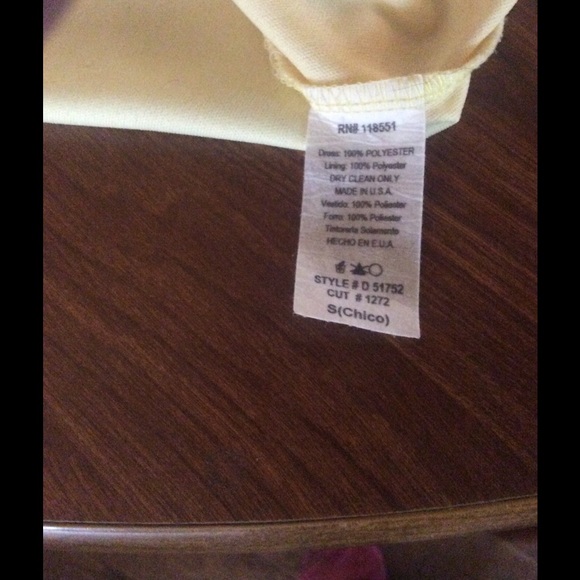 RN# 118551
Dress: 100% POLYESTER
Lining: 100% Polyester
DRY CLEAN ONLY
MADE IN U.S.A.
Vestido: 100% Poliester
Forro: 100% Poliester
Tintoreria Solamente
HECHO EN E.U.A.
STYLE # D 51752
CUT # 1272
S(Chico)